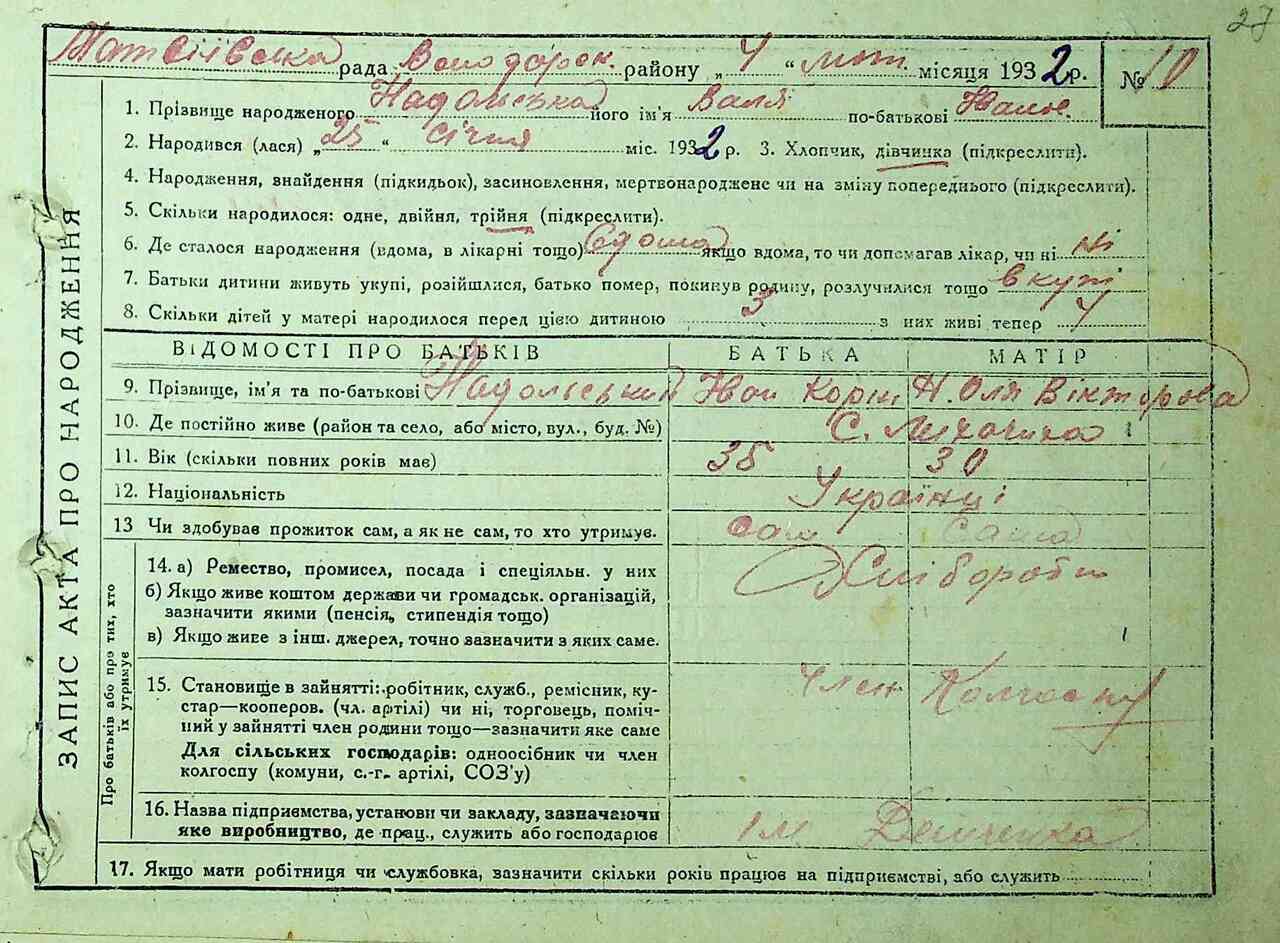 27
Матвіївська рада Володарск. району „ 4 “ лют. місяця 1932 р. № 10
1. Прізвище народженого Надольська його ім'я Валя по-батькові Іванів.
2. Народився (лася) „ 25 “ січня міс. 1932 р. 3. Хлопчик, дівчинка (підкреслити).
4. Народження, знайдення (підкидьок), засиновлення, мертвонароджене чи на зміну попереднього (підкреслити).
5. Скільки народилося: одне, двійня, трійня (підкреслити).
6. Де сталося народження (вдома, в лікарні тощо) вдома якщо вдома, то чи допомагав лікар, чи ні ні
7. Батьки дитини живуть укупі, розійшлися, батько помер, покинув родину, розлучилися тощо вкупі
8. Скільки дітей у матері народилося перед цією дитиною 3 з них живі тепер
ВІДОМОСТІ ПРО БАТЬКІВ БАТЬКА МАТІР
9. Прізвище, ім'я та по-батькові Надольський Іван Н. Оля Вікторова
10. Де постійно живе (район та село, або місто, вул., буд. №) С.
11. Вік (скільки повних років має) 36 30
12. Національність Українці
13 Чи здобував прожиток сам, а як не сам, то хто утримує. Сам Сама
14. а) Ремество, промисел, посада і спеціяльн. у них Хлібороби
б) Якщо живе коштом держави чи громадськ. організацій,
зазначити якими (пенсія, стипендія тощо)
в) Якщо живе з інш. джерел, точно зазначити з яких саме.
15. Становище в зайнятті: робітник, служб., ремісник, ку-
стар—кооперов. (чл. артілі) чи ні, торговець, поміч-
ний у зайнятті член родини тощо—зазначити яке саме
Для сільських господарів: одноосібник чи член
колгоспу (комуни, с.-г. артілі, СОЗ'у)
Член Колгоспу
16. Назва підприємства, установи чи закладу, зазначаючи
яке виробництво, де прац., служить або господарює ім Демченка
17. Якщо мати робітниця чи службовка, зазначити скільки років працює на підприємстві, або служить
ЗАПИС АКТА ПРО НАРОДЖЕННЯ
Про батьків або про тих, хто
їх утримує